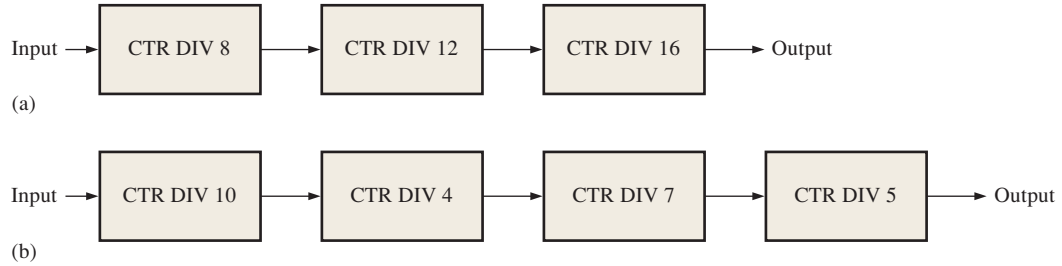 Input CTR DIV 8 CTR DIV 12 CTR DIV 16 Output
(a)
Input CTR DIV 10 CTR DIV 4 CTR DIV 7 CTR DIV 5 Output
(b)